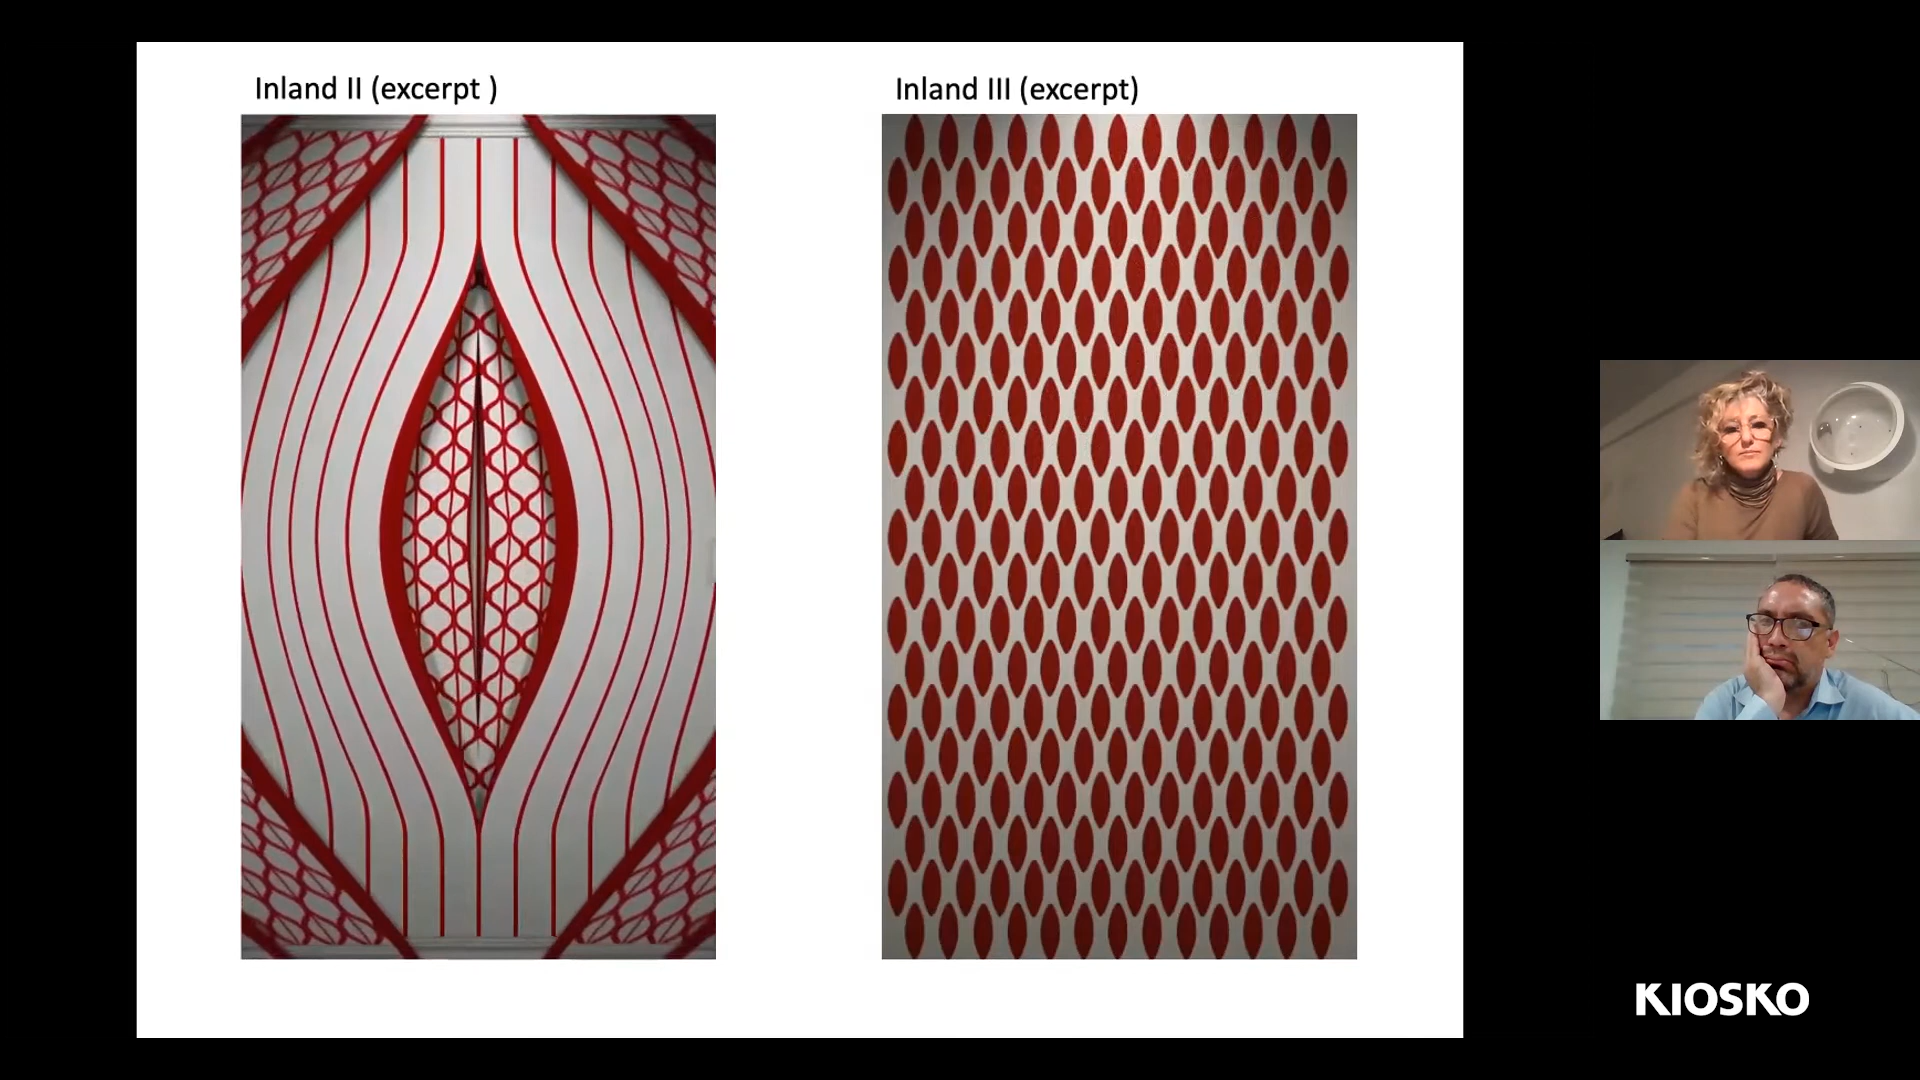 Inland II (excerpt )
Inland III (excerpt)
KIOSKO